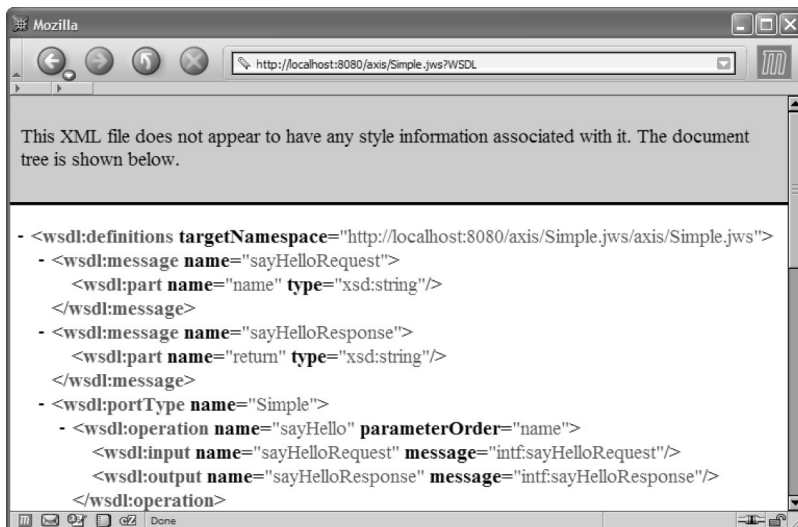 Mozilla
http://localhost:8080/axis/Simple.jws?WSDL
This XML file does not appear to have any style information associated with it. The document
tree is shown below.
- <wsdl:definitions targetNamespace="http://localhost:8080/axis/Simple.jws/axis/Simple.jws">
- <wsdl:message name="sayHelloRequest">
<wsdl:part name="name" type="xsd:string"/>
</wsdl:message>
- <wsdl:message name="sayHelloResponse">
<wsdl:part name="return" type="xsd:string"/>
</wsdl:message>
- <wsdl:portType name="Simple">
- <wsdl:operation name="sayHello" parameterOrder="name">
<wsdl:input name="sayHelloRequest" message="intf:sayHelloRequest"/>
<wsdl:output name="sayHelloResponse" message="intf:sayHelloResponse"/>
</wsdl:operation>
Done